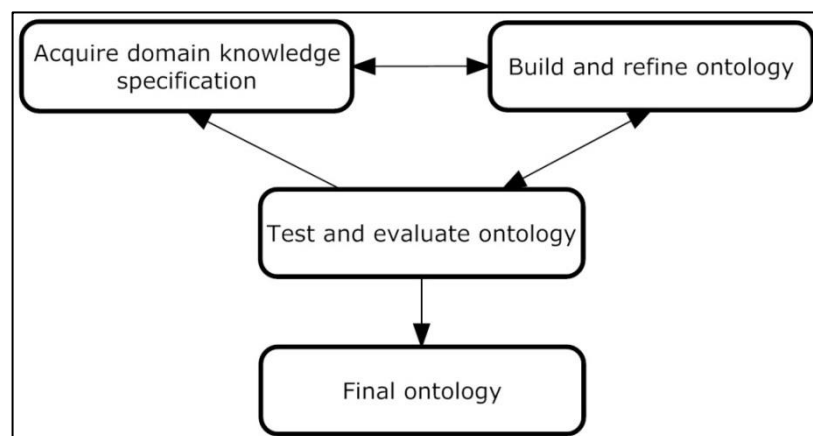 Acquire domain knowledge
specification
Build and refine ontology
Test and evaluate ontology
Final ontology